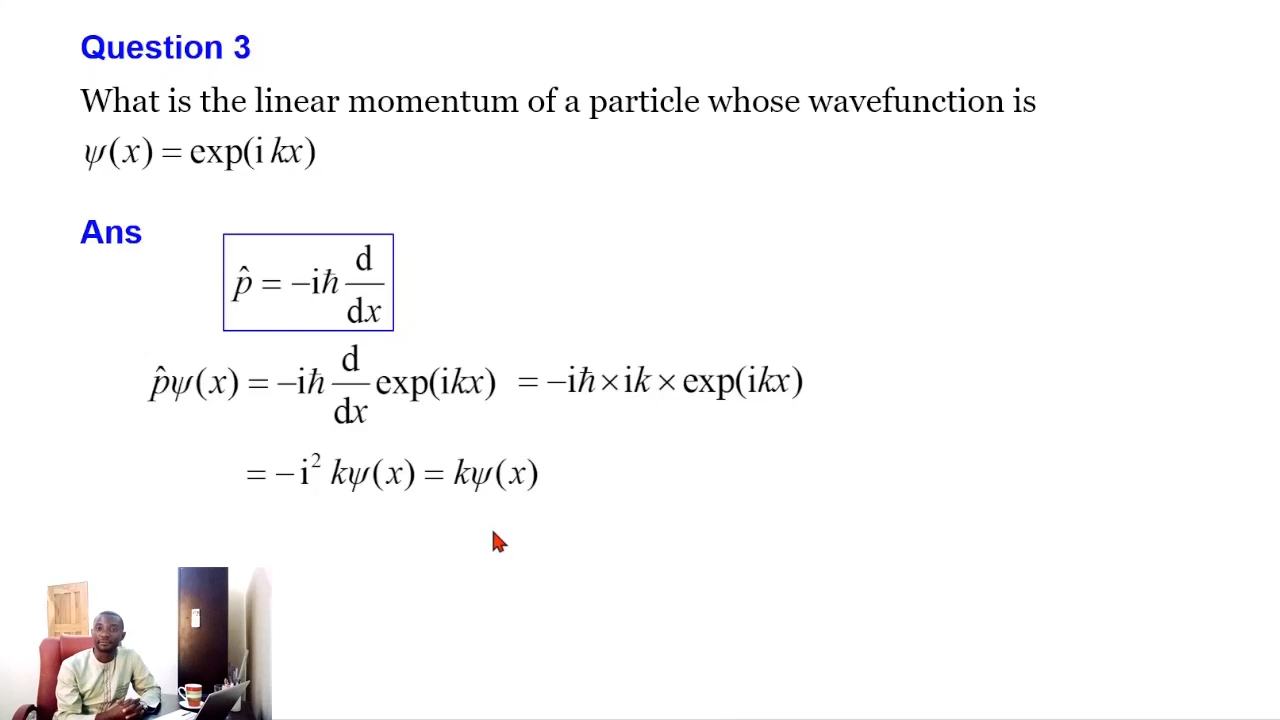 Question 3
What is the linear momentum of a particle whose wavefunction is
ψ(x) = exp(i kx)
Ans
p̂ = −iħ d/dx
p̂ψ(x) = −iħ d/dx exp(ikx) = −iħ × ik × exp(ikx)
= − i² kψ(x) = kψ(x)